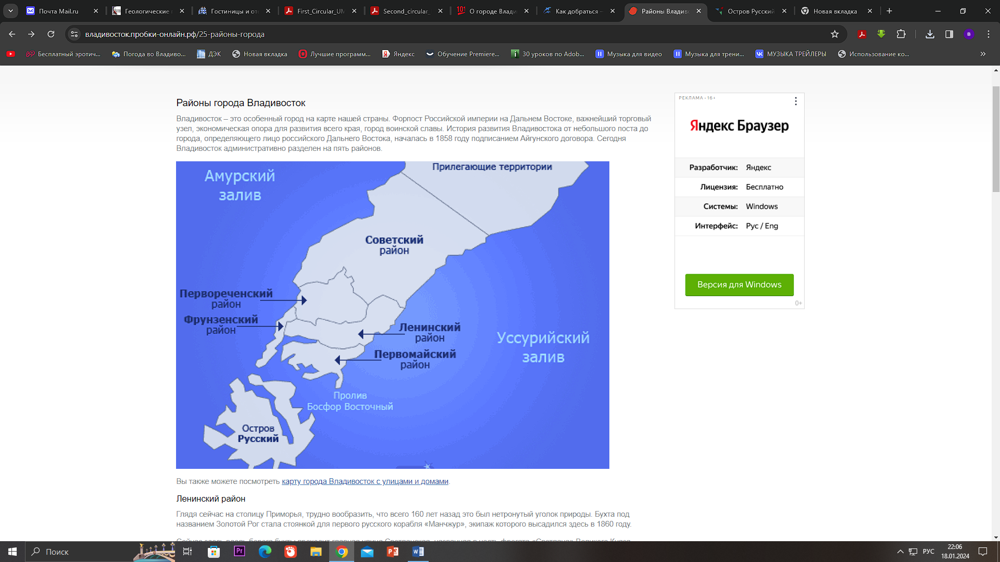 Почта Mail.ru
Геологические
Гостиницы и от
First_Circular_UM
Second_circular_
101
О городе Влади
Как добраться –
Районы Владивс
Остров Русский
Новая вкладка
владивосток.пробки-онлайн.рф/25-районы-города
B
Бесплатный эротич...
Погода во Владиво...
ДЭК
Новая вкладка
Лучшие программ...
Яндекс
Обучение Premiere...
30 уроков по Adob...
Музыка для видео
Музыка для трени...
МУЗЫКА ТРЕЙЛЕРЫ
Использование ко...
Районы города Владивосток
Владивосток – это особенный город на карте нашей страны. Форпост Российской империи на Дальнем Востоке, важнейший торговый
узел, экономическая опора для развития всего края, город воинской славы. История развития Владивостока от небольшого поста до
города, определяющего лицо российского Дальнего Востока, началась в 1858 году подписанием Айгунского договора. Сегодня
Владивосток административно разделен на пять районов.
Амурский
залив
Прилегающие территории
Советский
район
Первореченский
район
Фрунзенский
район
Ленинский
район
Первомайский
район
Уссурийский
залив
Пролив
Босфор Восточный
Остров
Русский
Вы также можете посмотреть карту города Владивосток с улицами и домами.
Ленинский район
Глядя сейчас на столицу Приморья, трудно вообразить, что всего 160 лет назад это был нетронутый уголок природы. Бухта под
названием Золотой Рог стала стоянкой для первого русского корабля «Манчжур», экипаж которого высадился здесь в 1860 году.
РЕКЛАМА • 16+
Яндекс Браузер
Разработчик: Яндекс
Лицензия: Бесплатно
Системы: Windows
Интерфейс: Рус / Eng
Версия для Windows
0+
Поиск
Pr
РУС
22:06
18.01.2024